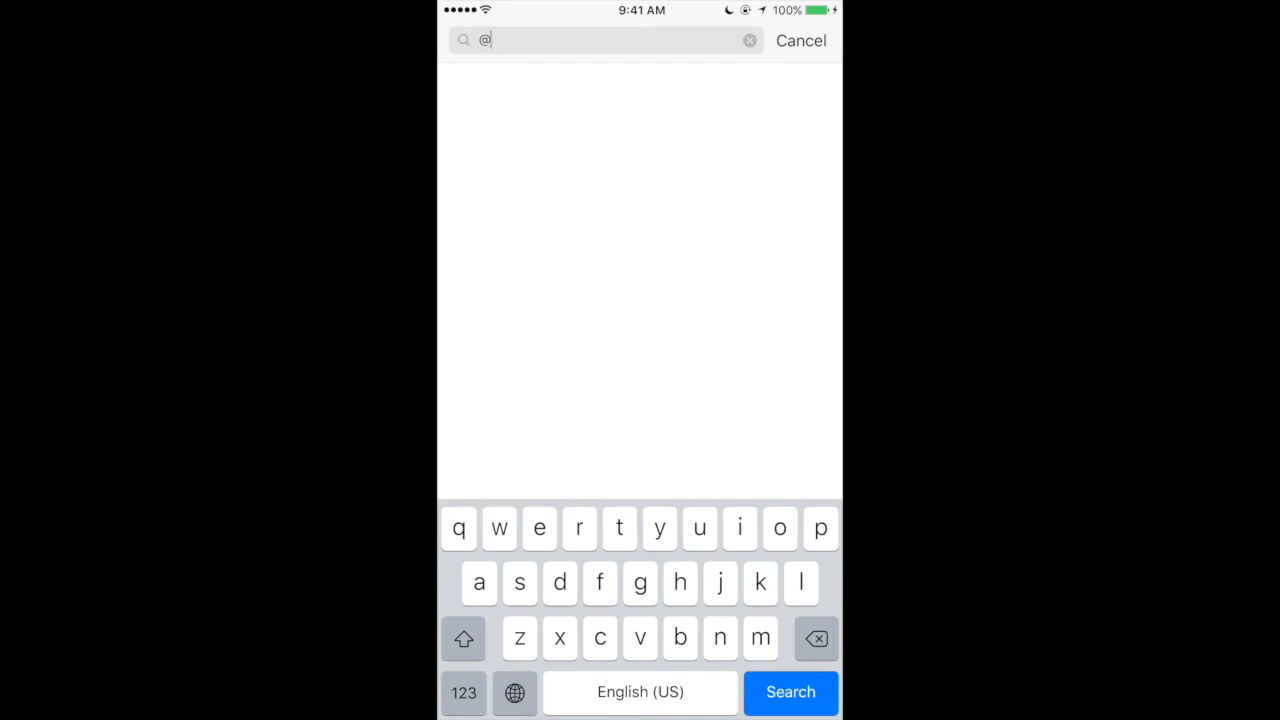 9:41 AM 100%
@ Cancel
q w e r t y u i o p
a s d f g h j k l
z x c v b n m
123 English (US) Search